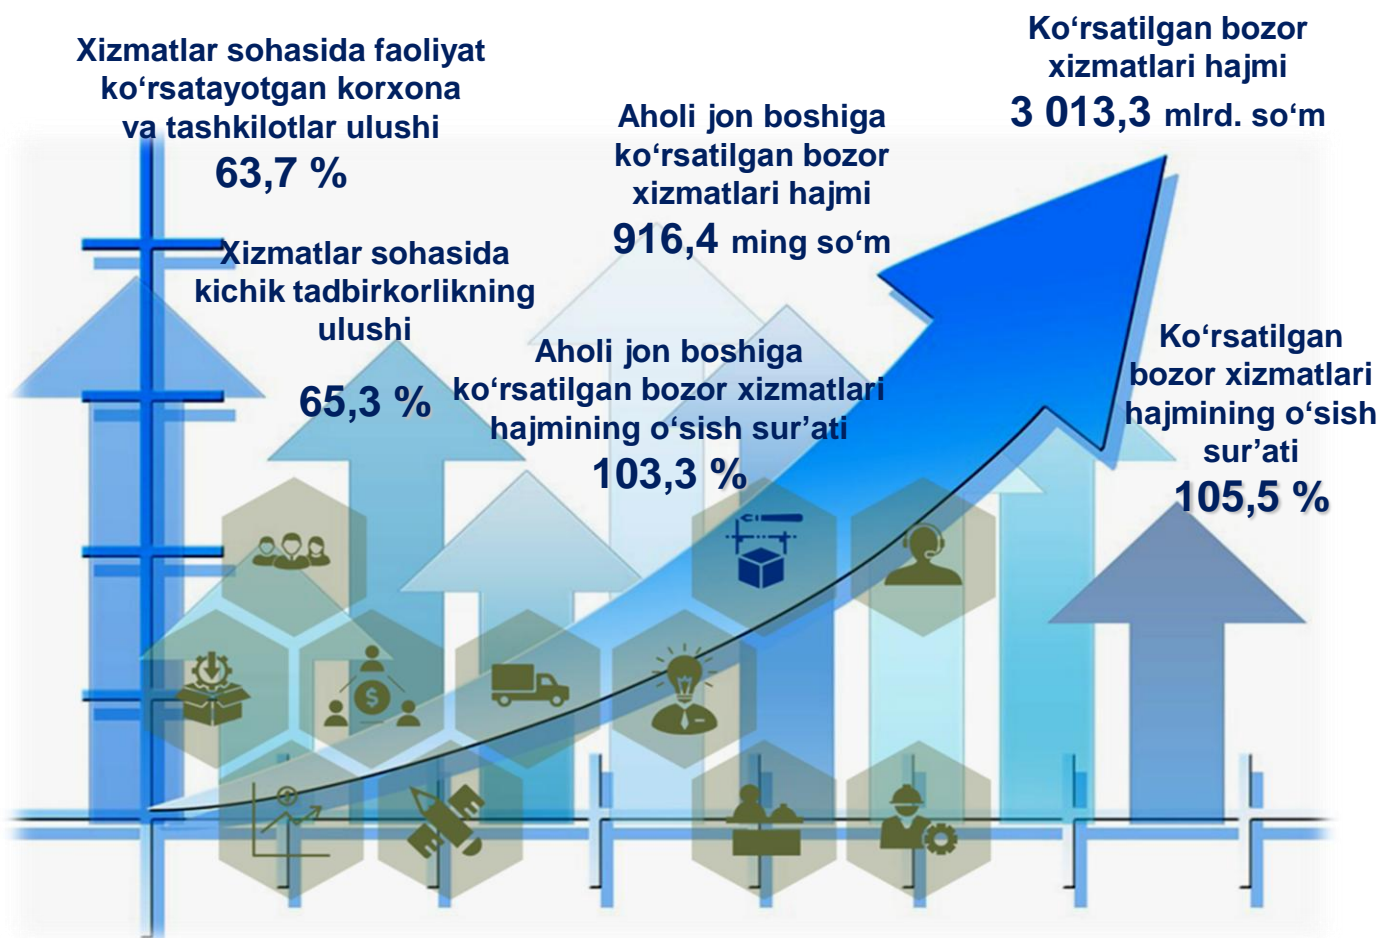 Xizmatlar sohasida faoliyat
ko‘rsatayotgan korxona
va tashkilotlar ulushi
63,7 %
Xizmatlar sohasida
kichik tadbirkorlikning
ulushi
65,3 %
Aholi jon boshiga
ko‘rsatilgan bozor
xizmatlari hajmi
916,4 ming so‘m
Aholi jon boshiga
ko‘rsatilgan bozor xizmatlari
hajmining o‘sish sur’ati
103,3 %
Ko‘rsatilgan bozor
xizmatlari hajmi
3 013,3 mlrd. so‘m
Ko‘rsatilgan
bozor xizmatlari
hajmining o‘sish
sur’ati
105,5 %